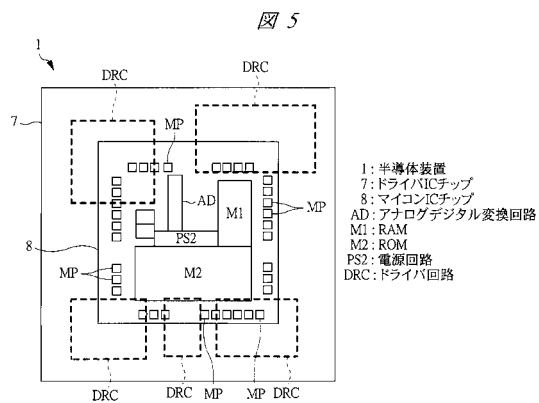 図 5
1
DRC
DRC
7
MP
AD
M1
MP
PS2
8
M2
MP
DRC
DRC
MP
MP
DRC
1 : 半導体装置
7 : ドライバICチップ
8 : マイコンICチップ
AD : アナログデジタル変換回路
M1 : RAM
M2 : ROM
PS2 : 電源回路
DRC : ドライバ回路